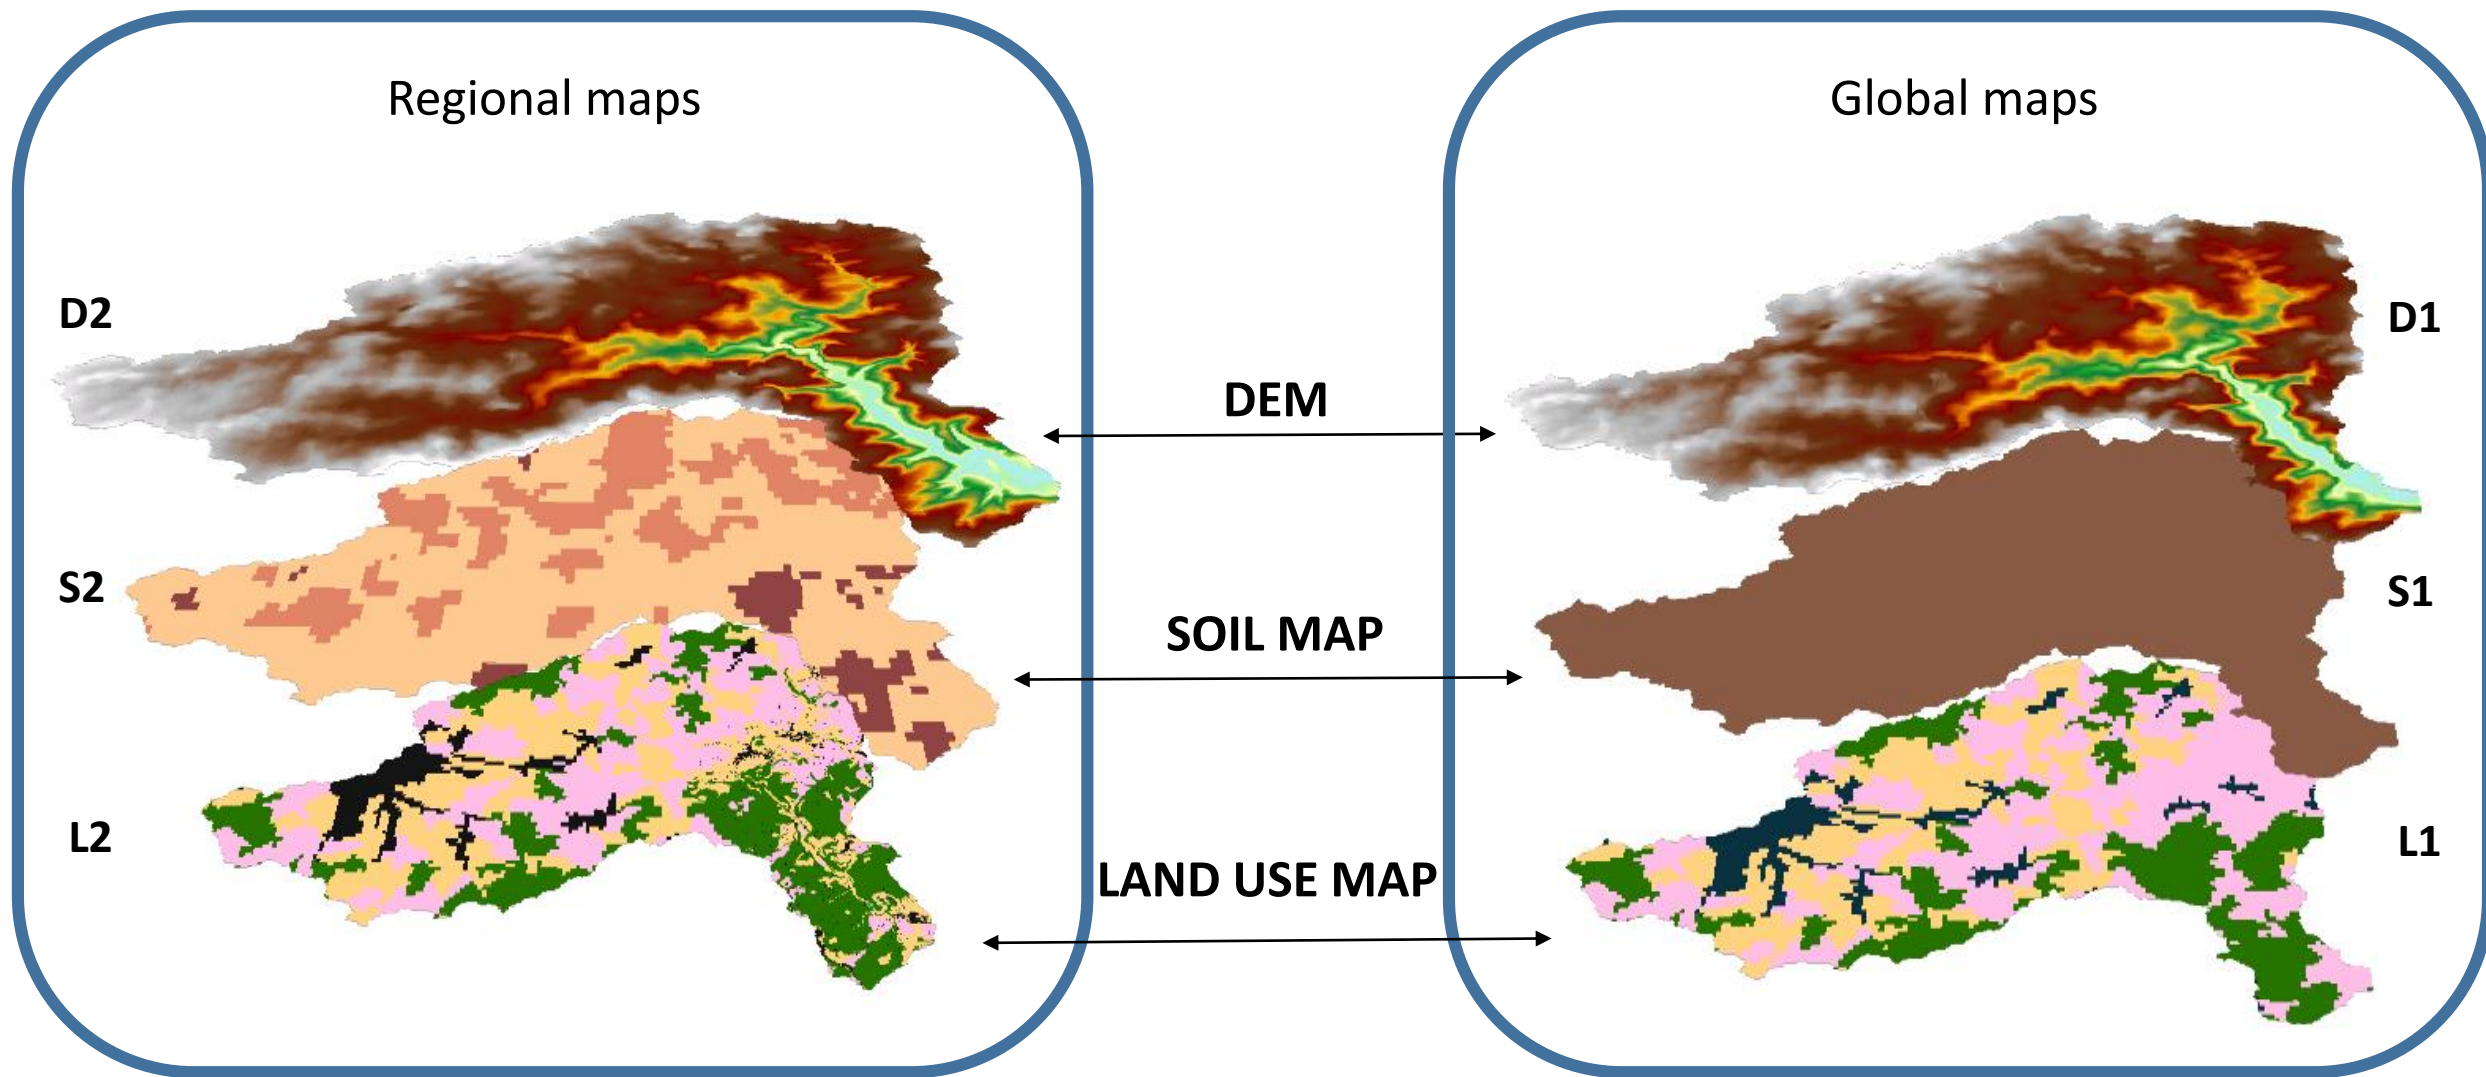 Regional maps
Global maps
D2
D1
DEM
S2
S1
SOIL MAP
L2
L1
LAND USE MAP